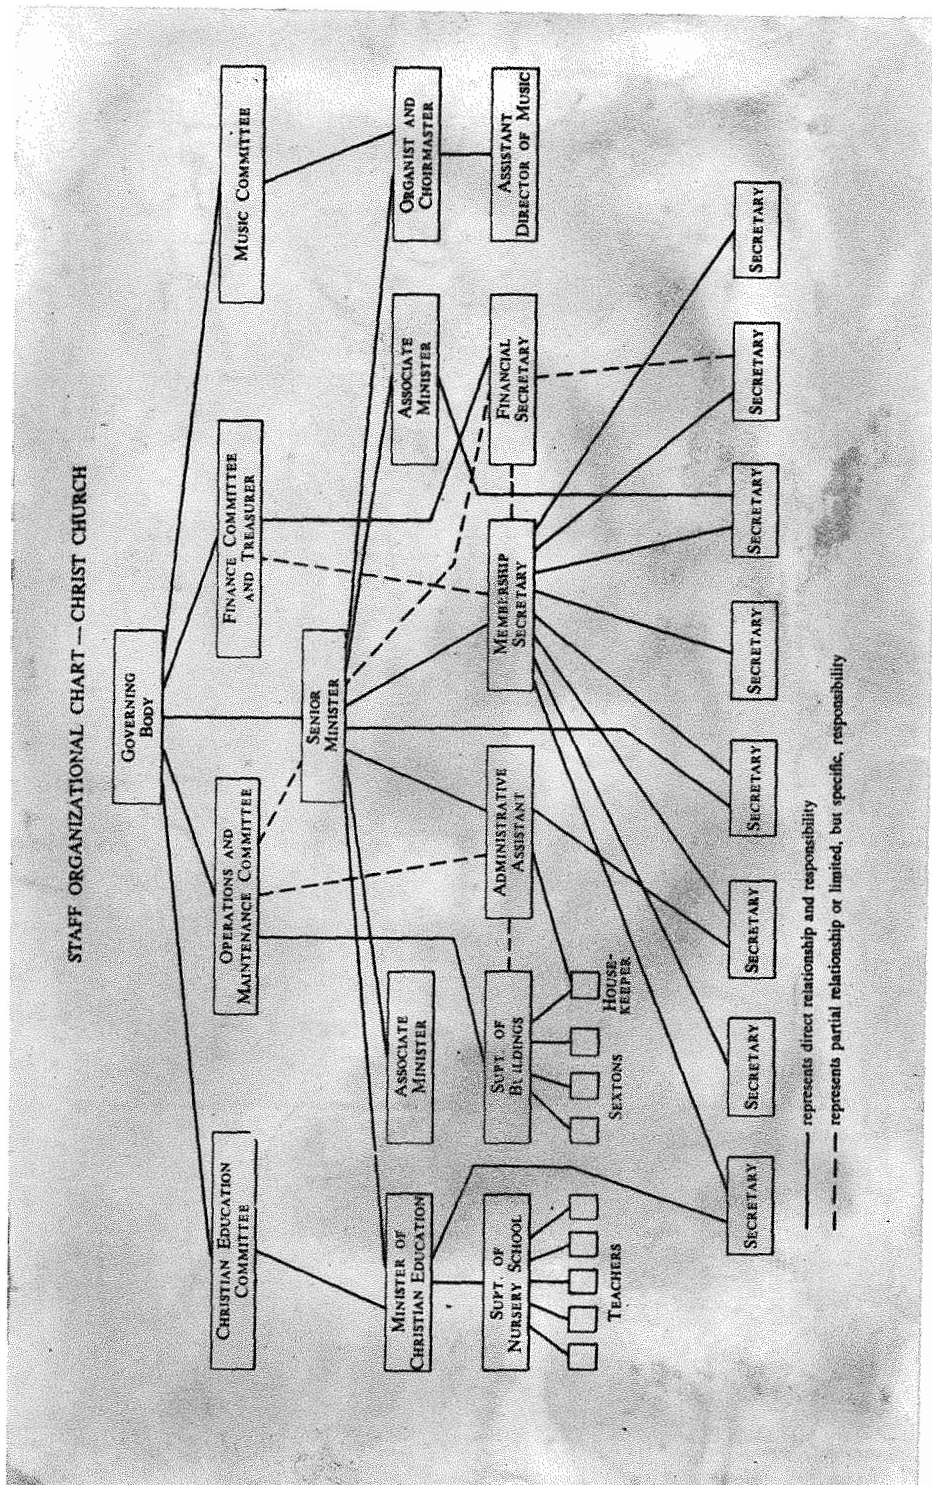 STAFF ORGANIZATIONAL CHART — CHRIST CHURCH
GOVERNING
BODY
CHRISTIAN EDUCATION
COMMITTEE
OPERATIONS AND
MAINTENANCE COMMITTEE
FINANCE COMMITTEE
AND TREASURER
MUSIC COMMITTEE
SENIOR
MINISTER
MINISTER OF
CHRISTIAN EDUCATION
ASSOCIATE
MINISTER
ASSOCIATE
MINISTER
ORGANIST AND
CHOIRMASTER
SUPT. OF
NURSERY SCHOOL
SUPT. OF
BUILDINGS
ADMINISTRATIVE
ASSISTANT
MEMBERSHIP
SECRETARY
FINANCIAL
SECRETARY
ASSISTANT
DIRECTOR OF MUSIC
TEACHERS
SEXTONS
HOUSE-
KEEPER
SECRETARY
SECRETARY
SECRETARY
SECRETARY
SECRETARY
SECRETARY
SECRETARY
SECRETARY
represents direct relationship and responsibility
represents partial relationship or limited, but specific, responsibility